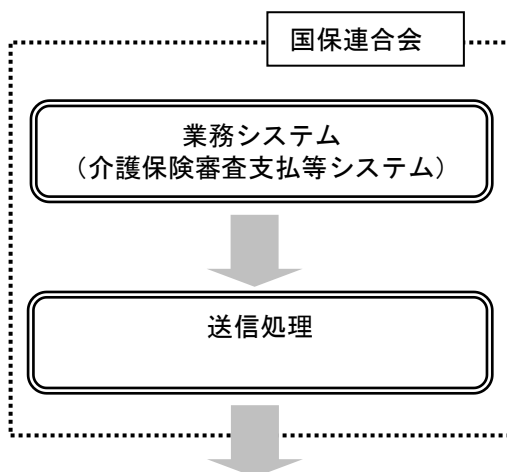 国保連合会
業務システム
（介護保険審査支払等システム）
送信処理